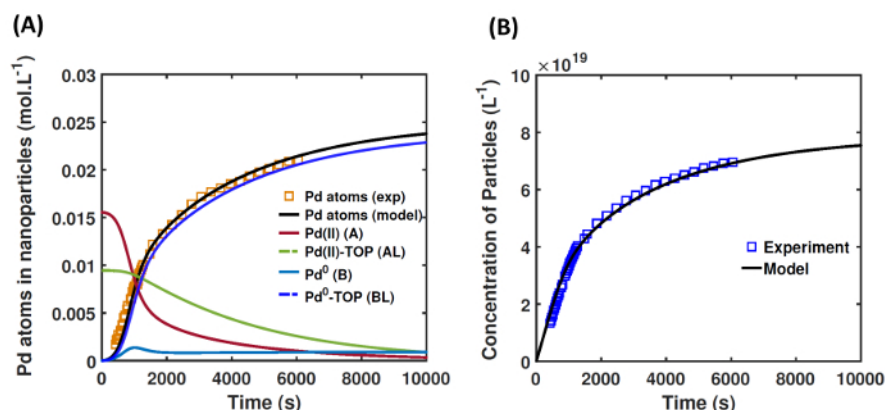 (A)
Pd atoms in nanoparticles (mol.L⁻¹)
0.03
0.025
0.02
0.015
0.01
0.005
0
0 2000 4000 6000 8000 10000
Time (s)
Pd atoms (exp)
Pd atoms (model)
Pd(II) (A)
Pd(II)-TOP (AL)
Pd⁰ (B)
Pd⁰-TOP (BL)
(B)
Concentration of Particles (L⁻¹)
× 10¹⁹
10
8
6
4
2
0
0 2000 4000 6000 8000 10000
Time (s)
Experiment
Model